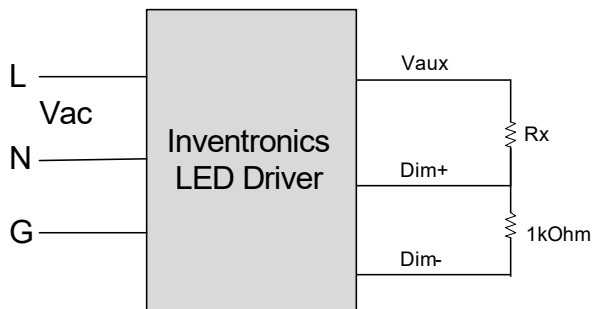 L
Vac
N
G
Inventronics
LED Driver
Vaux
Rx
Dim+
1kOhm
Dim-